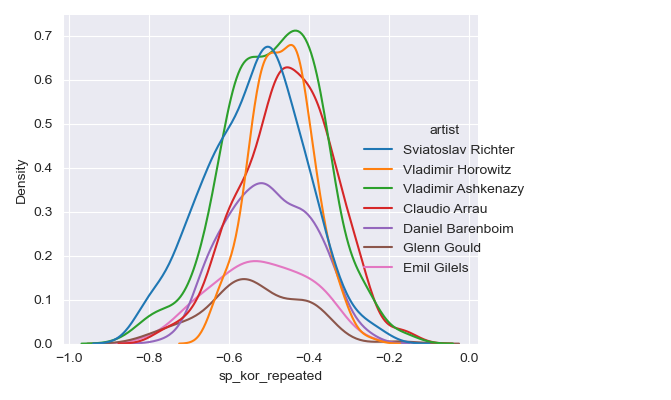 0.7
0.6
0.5
0.4
0.3
0.2
0.1
0.0
Density
−1.0 −0.8 −0.6 −0.4 −0.2 0.0
sp_kor_repeated
artist
Sviatoslav Richter
Vladimir Horowitz
Vladimir Ashkenazy
Claudio Arrau
Daniel Barenboim
Glenn Gould
Emil Gilels